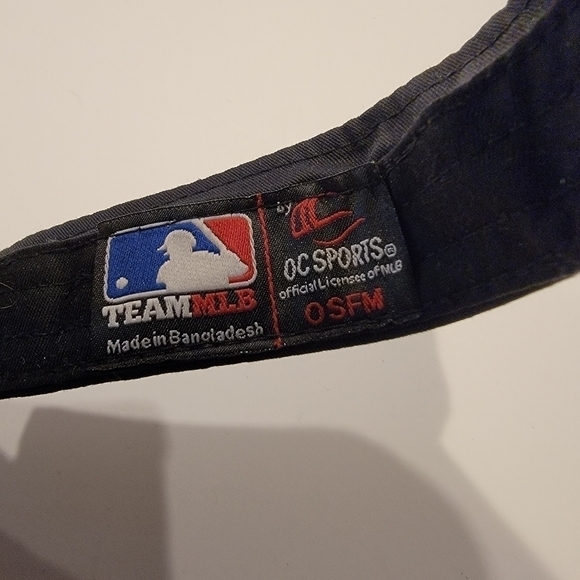 TEAMMLB
Made in Bangladesh
by
OC SPORTS®
official Licensee of MLB
OSFM